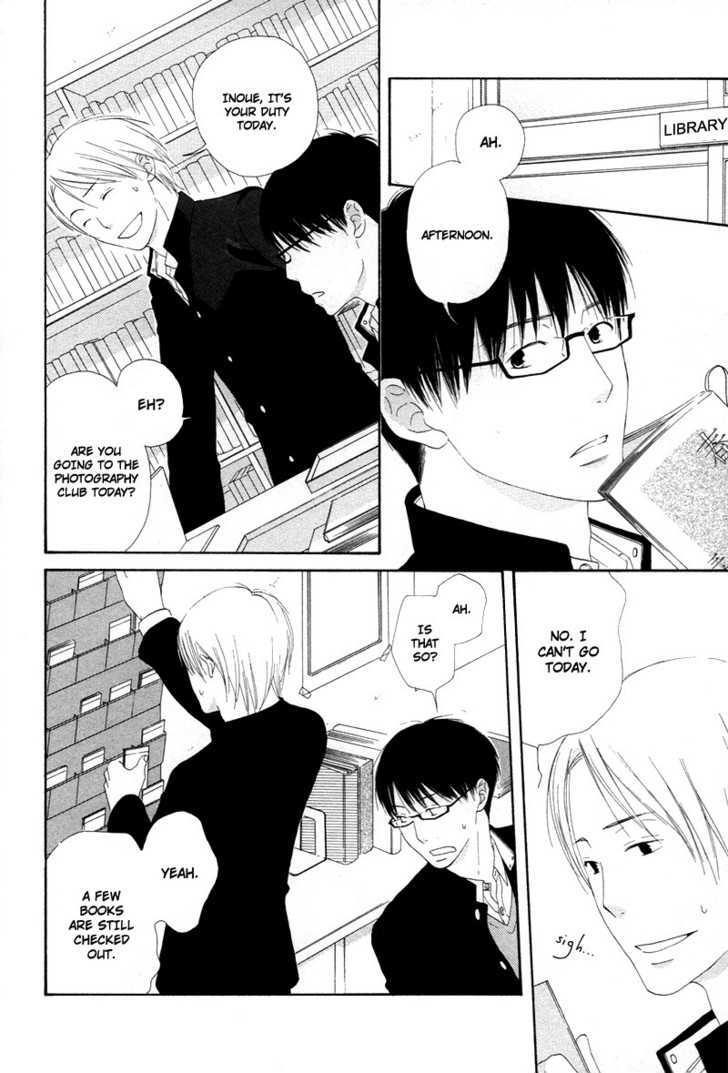 LIBRARY
AH.
AFTERNOON.
INOUE, IT'S
YOUR DUTY
TODAY.
EH?
ARE YOU
GOING TO THE
PHOTOGRAPHY
CLUB TODAY?
NO. I
CAN'T GO
TODAY.
sigh...
AH.
IS
THAT
SO?
YEAH.
A FEW
BOOKS
ARE STILL
CHECKED
OUT.